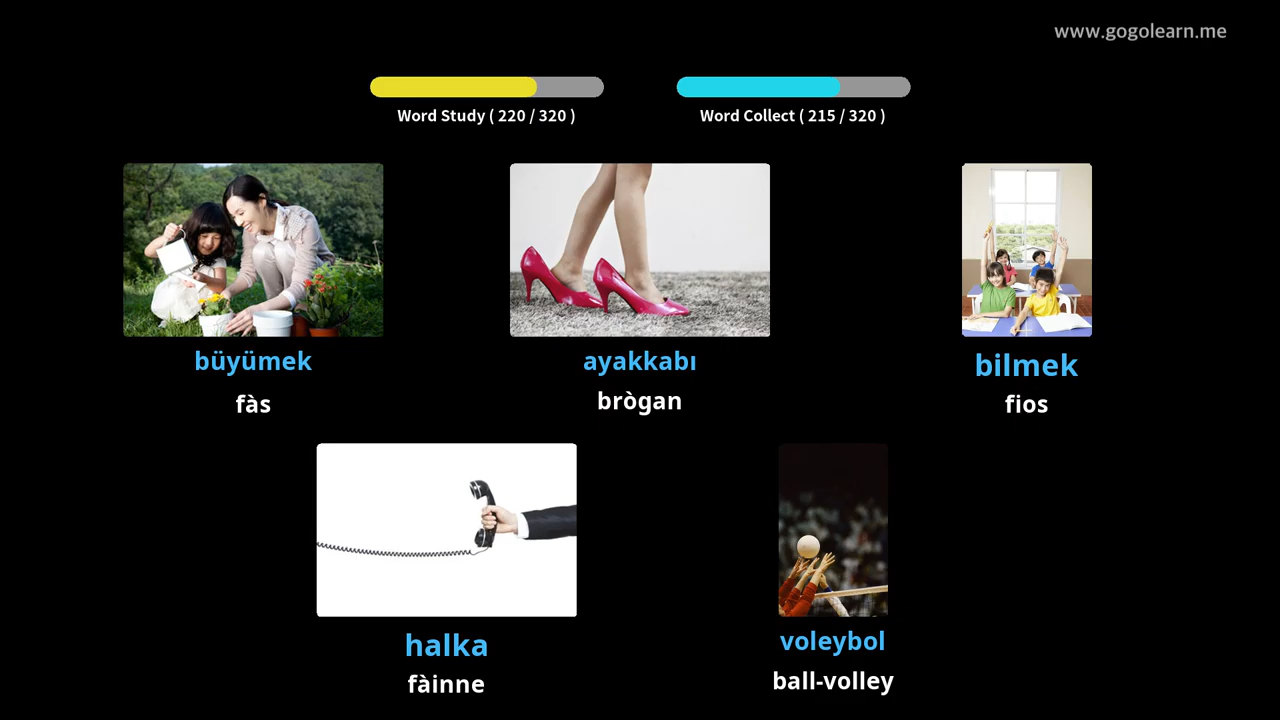 www.gogolearn.me
Word Study ( 220 / 320 )
Word Collect ( 215 / 320 )
büyümek
ayakkabı
bilmek
fàs
brògan
fios
halka
voleybol
fàinne
ball-volley